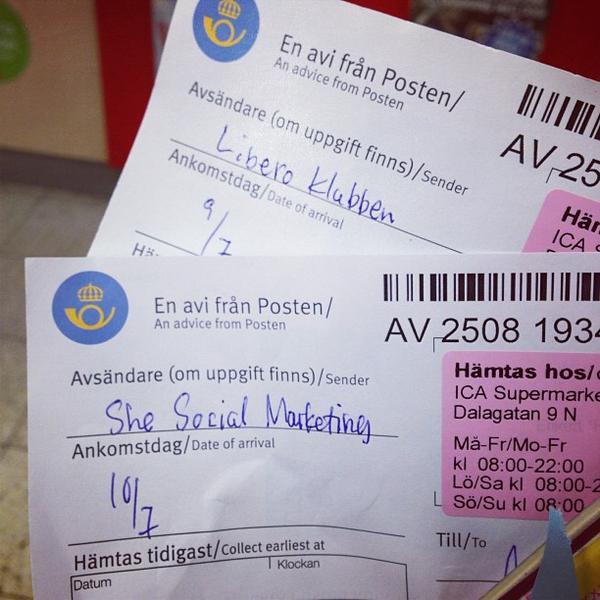 En avi från Posten/
An advice from Posten
Avsändare (om uppgift finns)/Sender
Libero Klubben
Ankomstdag/Date of arrival
9/7
AV 25
Häm
ICA S
En avi från Posten/
An advice from Posten
AV 2508 1934
Avsändare (om uppgift finns)/Sender
She Social Marketing
Ankomstdag/Date of arrival
10/7
Hämtas hos/
ICA Supermarke
Dalagatan 9 N
Må-Fr/Mo-Fr
kl 08:00-22:00
Lö/Sa kl 08:00-2
Sö/Su kl 08:00
Hämtas tidigast/Collect earliest at
Datum
Klockan
Till/To